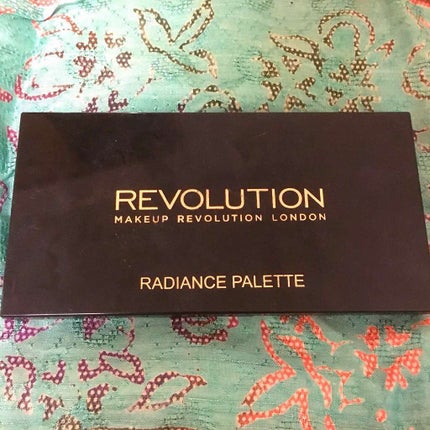 REVOLUTION
MAKEUP REVOLUTION LONDON
RADIANCE PALETTE